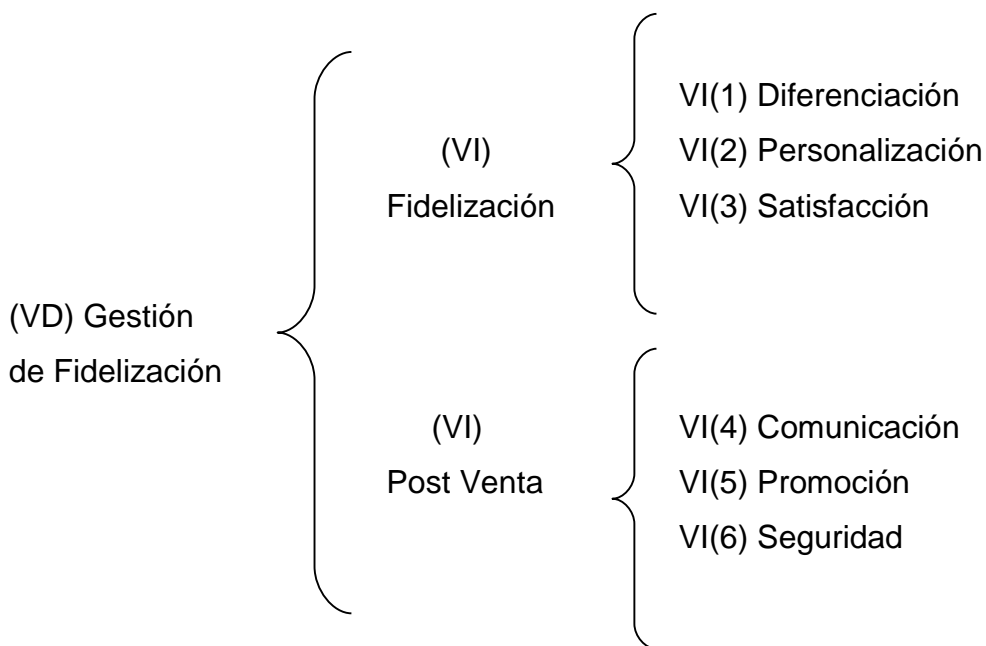 (VD) Gestión
de Fidelización
(VI)
Fidelización
VI(1) Diferenciación
VI(2) Personalización
VI(3) Satisfacción
(VI)
Post Venta
VI(4) Comunicación
VI(5) Promoción
VI(6) Seguridad